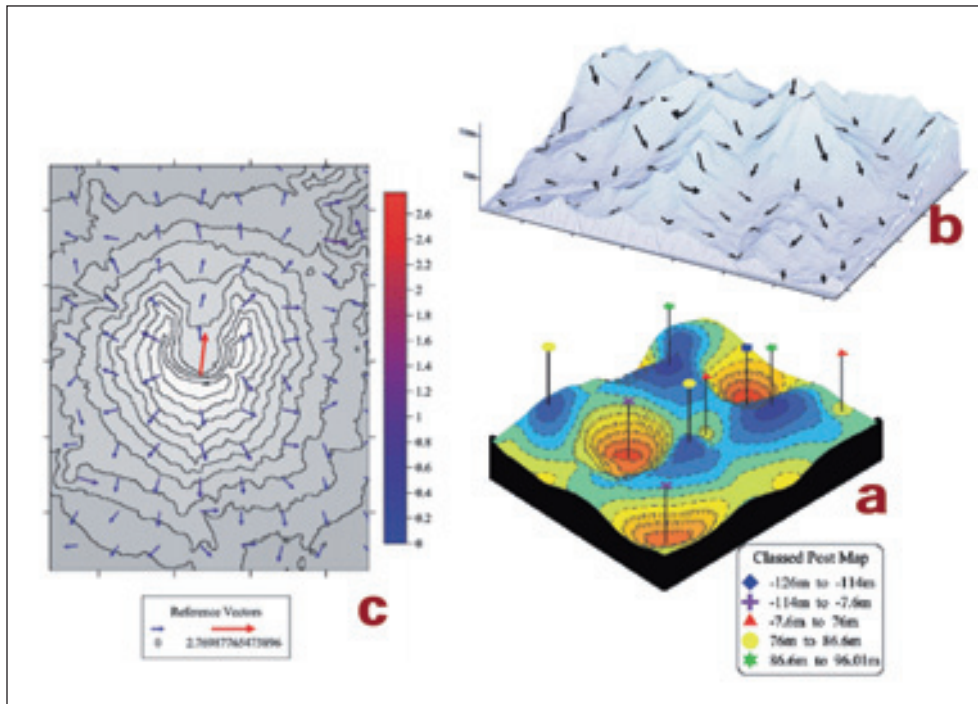 b
2.6
2.4
2.2
2
1.8
1.6
1.4
1.2
1
0.8
0.6
0.4
0.2
0
a
Classed Post Map
-126m to -114m
-114m to -7.6m
-7.6m to 76m
76m to 86.6m
86.6m to 96.01m
c
Reference Vectors
0